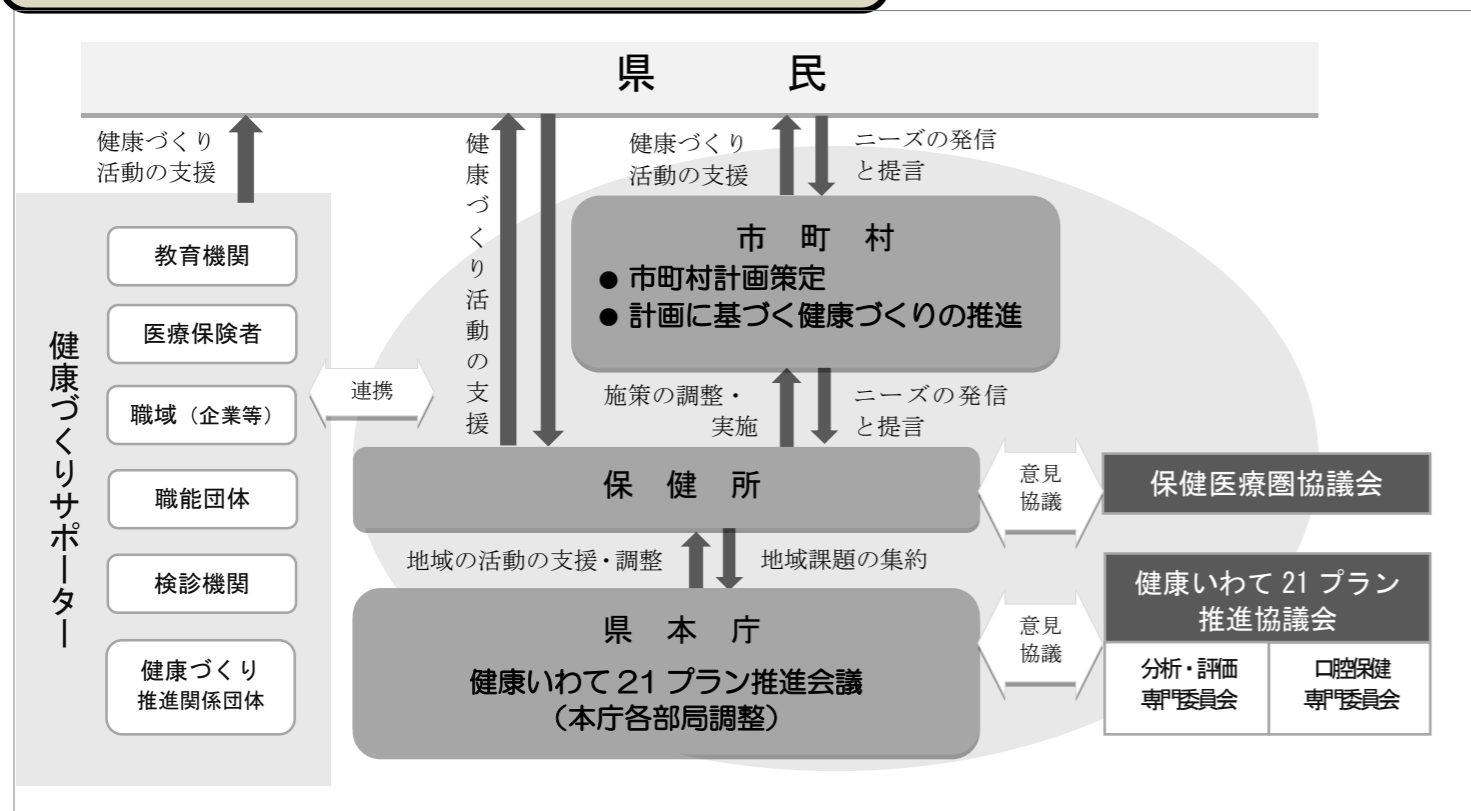 県 民
健康づくり
活動の支援
健康づくり活動の支援
健康づくり
活動の支援
ニーズの発信
と提言
市 町 村
● 市町村計画策定
● 計画に基づく健康づくりの推進
健康づくりサポーター
教育機関
医療保険者
職域（企業等）
職能団体
検診機関
健康づくり
推進関係団体
連携
施策の調整・
実施
ニーズの発信
と提言
保 健 所
意見
協議
保健医療圏協議会
地域の活動の支援・調整
地域課題の集約
県 本 庁
健康いわて 21 プラン推進会議
（本庁各部局調整）
意見
協議
健康いわて 21 プラン
推進協議会
分析・評価
専門委員会
口腔保健
専門委員会